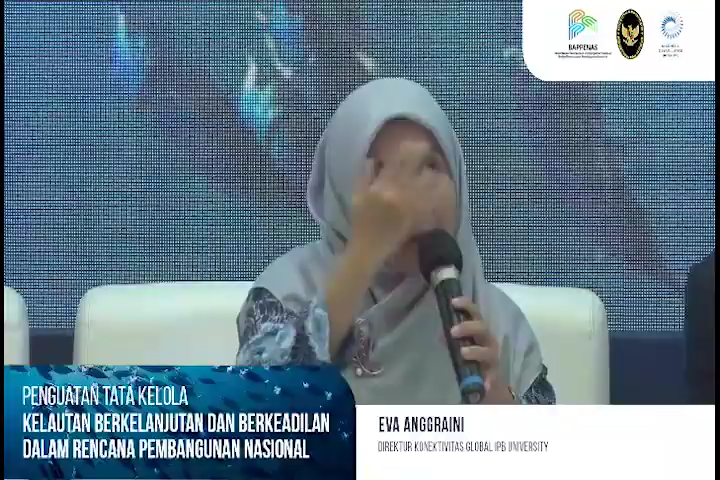 BAPPENAS
PENGUATAN TATA KELOLA
KELAUTAN BERKELANJUTAN DAN BERKEADILAN
DALAM RENCANA PEMBANGUNAN NASIONAL
EVA ANGGRAINI
DIREKTUR KONEKTIVITAS GLOBAL IPB UNIVERSITY